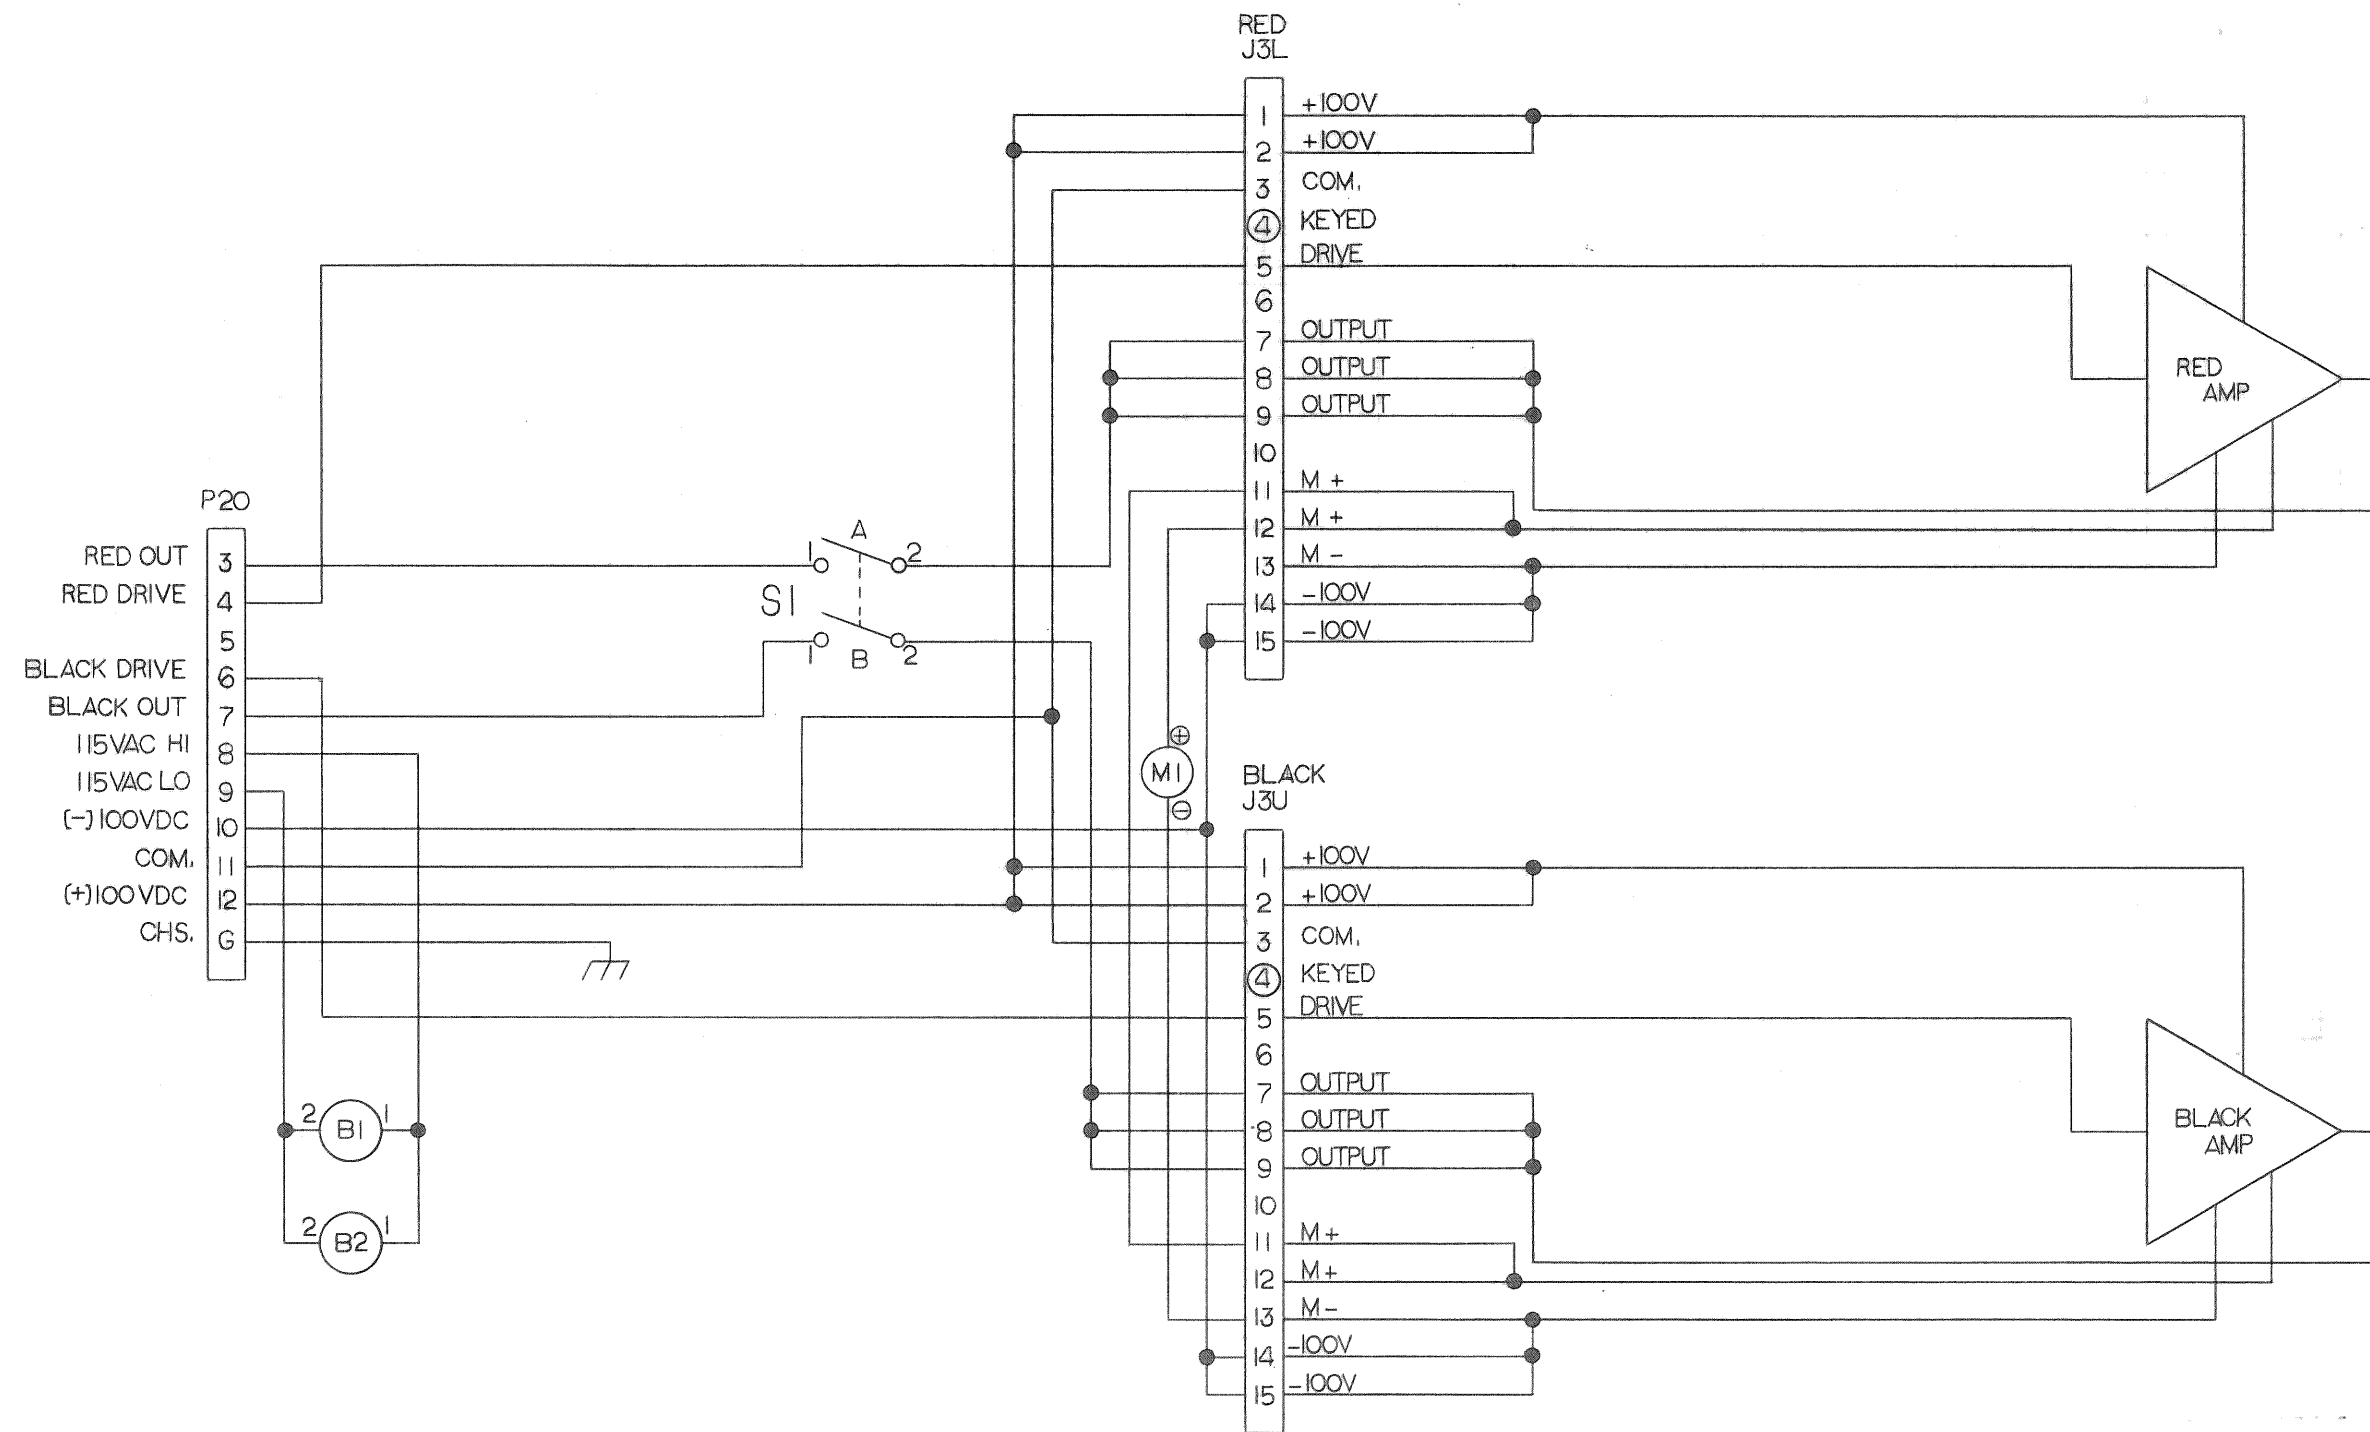 RED
J3L
1 +100V
2 +100V
3 COM.
4 KEYED
5 DRIVE
6
7 OUTPUT
8 OUTPUT
9 OUTPUT
10
11 M +
12 M +
13 M -
14 -100V
15 -100V
RED
AMP
P20
RED OUT 3
RED DRIVE 4
5
BLACK DRIVE 6
BLACK OUT 7
115VAC HI 8
115VAC LO 9
(-)100VDC 10
COM. 11
(+)100VDC 12
CHS. G
A
1 2
S1
1 B 2
+
M1
-
2 B1 1
2 B2 1
BLACK
J3U
1 +100V
2 +100V
3 COM.
4 KEYED
5 DRIVE
6
7 OUTPUT
8 OUTPUT
9 OUTPUT
10
11 M+
12 M+
13 M-
14 -100V
15 -100V
BLACK
AMP